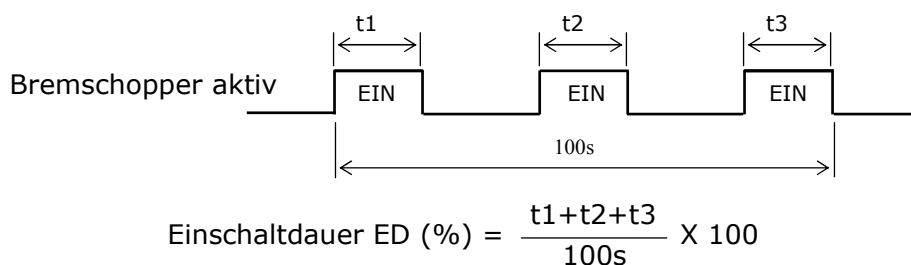 t1 t2 t3
Bremschopper aktiv EIN EIN EIN
100s
Einschaltdauer ED (%) = t1+t2+t3 / 100s X 100